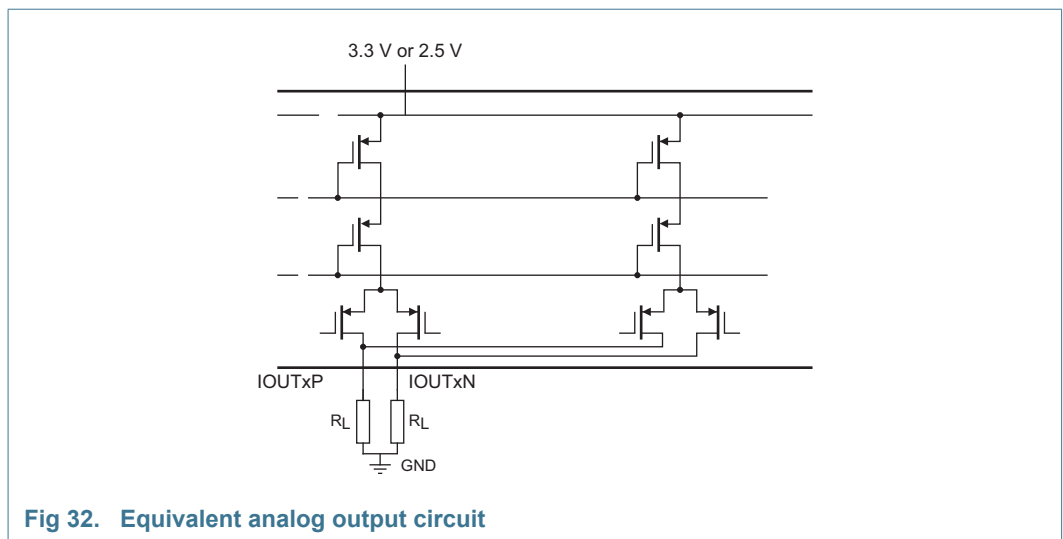 3.3 V or 2.5 V
IOUTxP
IOUTxN
RL
RL
GND
Fig 32. Equivalent analog output circuit